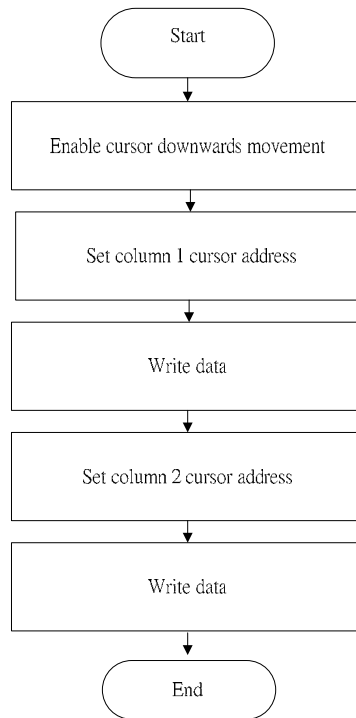 Start
Enable cursor downwards movement
Set column 1 cursor address
Write data
Set column 2 cursor address
Write data
End